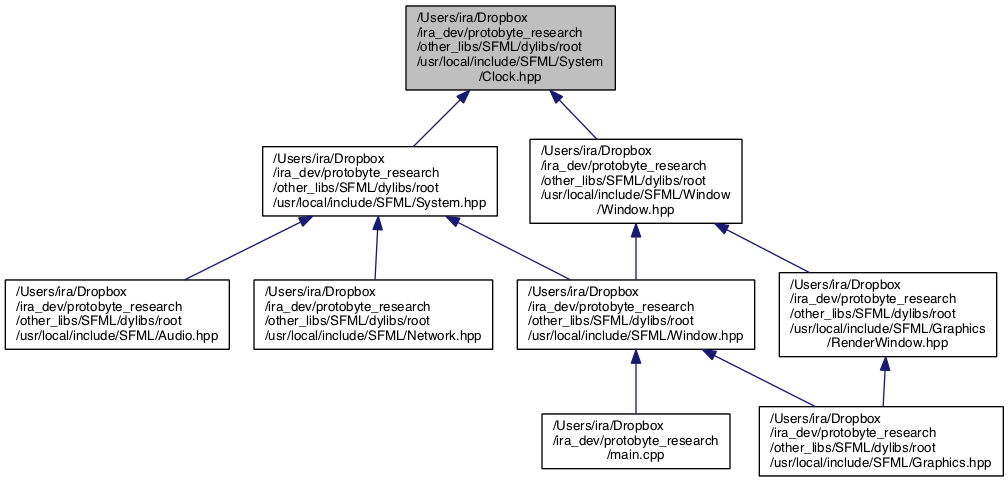 /Users/ira/Dropbox
/ira_dev/protobyte_research
/other_libs/SFML/dylibs/root
/usr/local/include/SFML/System
/Clock.hpp
/Users/ira/Dropbox
/ira_dev/protobyte_research
/other_libs/SFML/dylibs/root
/usr/local/include/SFML/System.hpp
/Users/ira/Dropbox
/ira_dev/protobyte_research
/other_libs/SFML/dylibs/root
/usr/local/include/SFML/Window
/Window.hpp
/Users/ira/Dropbox
/ira_dev/protobyte_research
/other_libs/SFML/dylibs/root
/usr/local/include/SFML/Audio.hpp
/Users/ira/Dropbox
/ira_dev/protobyte_research
/other_libs/SFML/dylibs/root
/usr/local/include/SFML/Network.hpp
/Users/ira/Dropbox
/ira_dev/protobyte_research
/other_libs/SFML/dylibs/root
/usr/local/include/SFML/Window.hpp
/Users/ira/Dropbox
/ira_dev/protobyte_research
/other_libs/SFML/dylibs/root
/usr/local/include/SFML/Graphics
/RenderWindow.hpp
/Users/ira/Dropbox
/ira_dev/protobyte_research
/main.cpp
/Users/ira/Dropbox
/ira_dev/protobyte_research
/other_libs/SFML/dylibs/root
/usr/local/include/SFML/Graphics.hpp